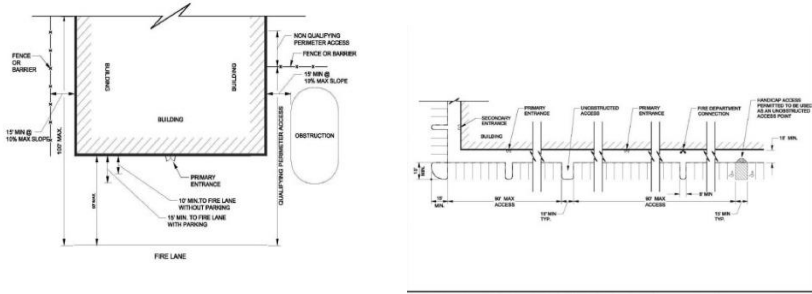 NON QUALIFYING
PERIMETER ACCESS
FENCE
OR
BARRIER
FENCE OR BARRIER
15' MIN @
10% MAX SLOPE
BUILDING
BUILDING
BUILDING
15' MIN @
10% MAX SLOPE
100' MAX.
OBSTRUCTION
QUALIFYING PERIMETER ACCESS
PRIMARY
ENTRANCE
10' MIN.TO FIRE LANE
WITHOUT PARKING
15' MIN. TO FIRE LANE
WITH PARKING
FIRE LANE
SECONDARY
ENTRANCE
BUILDING
PRIMARY
ENTRANCE
UNOBSTRUCTED
ACCESS
PRIMARY
ENTRANCE
FIRE DEPARTMENT
CONNECTION
HANDICAP ACCESS
PERMITTED TO BE USED
AS AN UNOBSTRUCTED
ACCESS POINT
MIN.
MIN.
MAX
ACCESS
MIN
TYP.
MIN
MAX
ACCESS
MIN
TYP.